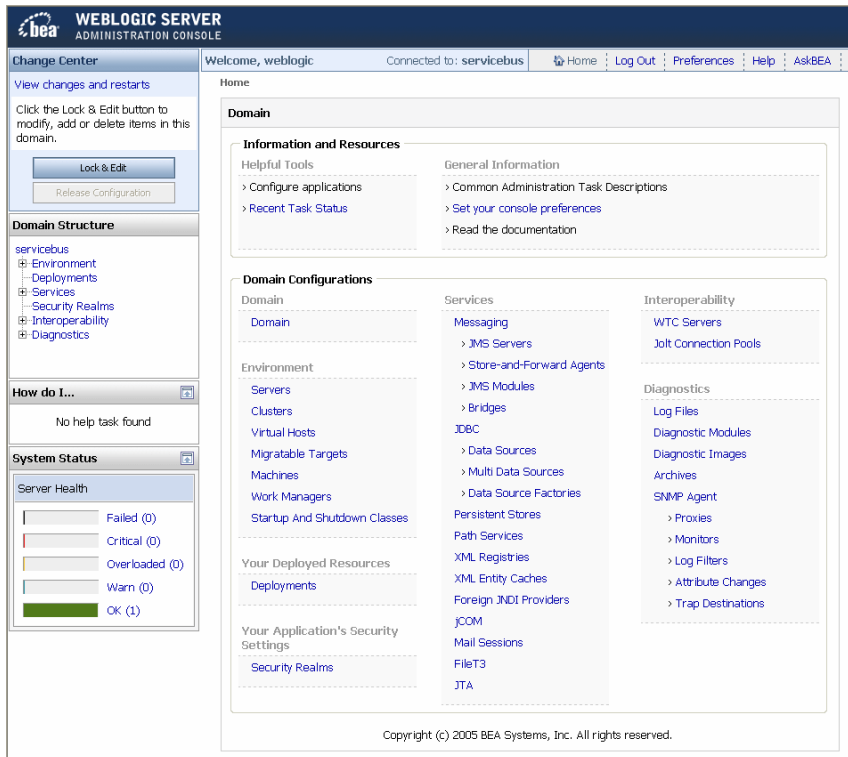 bea
WEBLOGIC SERVER
ADMINISTRATION CONSOLE
Change Center
View changes and restarts
Click the Lock & Edit button to
modify, add or delete items in this
domain.
Lock & Edit
Release Configuration
Domain Structure
servicebus
Environment
Deployments
Services
Security Realms
Interoperability
Diagnostics
How do I...
No help task found
System Status
Server Health
Failed (0)
Critical (0)
Overloaded (0)
Warn (0)
OK (1)
Welcome, weblogic
Connected to: servicebus
Home
Log Out
Preferences
Help
AskBEA
Home
Domain
Information and Resources
Helpful Tools
› Configure applications
› Recent Task Status
General Information
› Common Administration Task Descriptions
› Set your console preferences
› Read the documentation
Domain Configurations
Domain
Domain
Environment
Servers
Clusters
Virtual Hosts
Migratable Targets
Machines
Work Managers
Startup And Shutdown Classes
Your Deployed Resources
Deployments
Your Application's Security
Settings
Security Realms
Services
Messaging
› JMS Servers
› Store-and-Forward Agents
› JMS Modules
› Bridges
JDBC
› Data Sources
› Multi Data Sources
› Data Source Factories
Persistent Stores
Path Services
XML Registries
XML Entity Caches
Foreign JNDI Providers
jCOM
Mail Sessions
FileT3
JTA
Interoperability
WTC Servers
Jolt Connection Pools
Diagnostics
Log Files
Diagnostic Modules
Diagnostic Images
Archives
SNMP Agent
› Proxies
› Monitors
› Log Filters
› Attribute Changes
› Trap Destinations
Copyright (c) 2005 BEA Systems, Inc. All rights reserved.